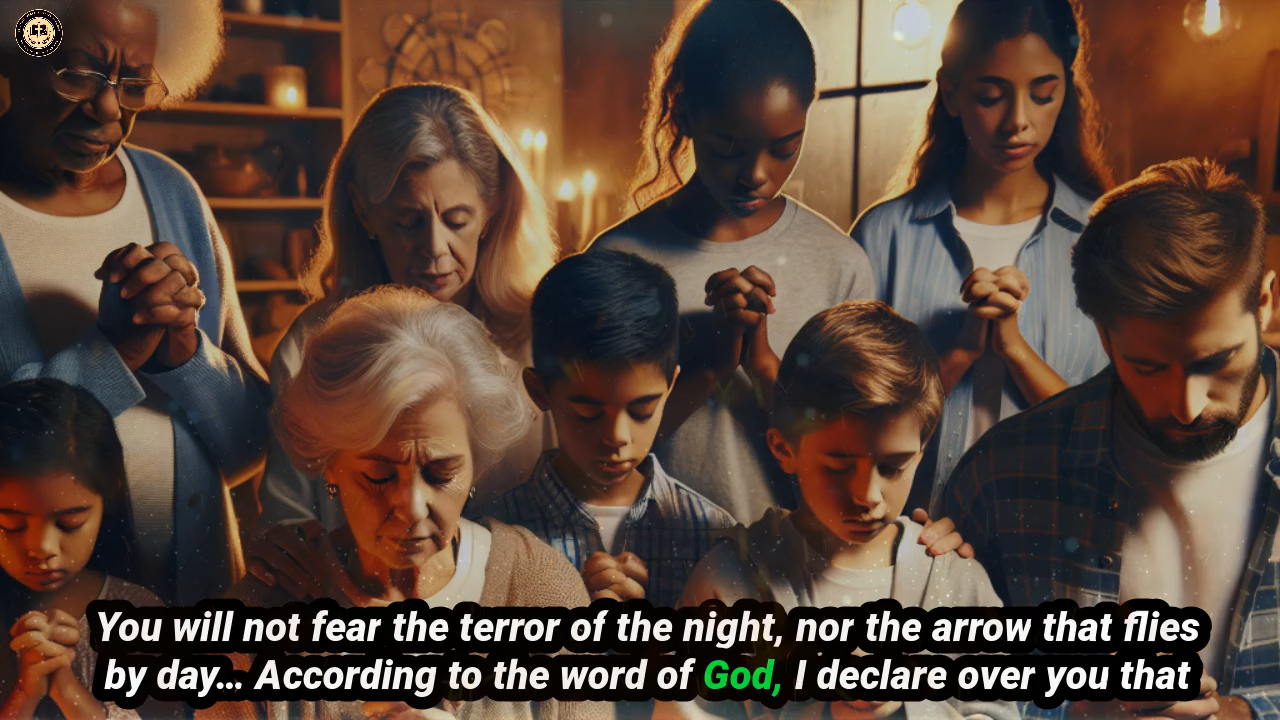 You will not fear the terror of the night, nor the arrow that flies
by day... According to the word of God, I declare over you that